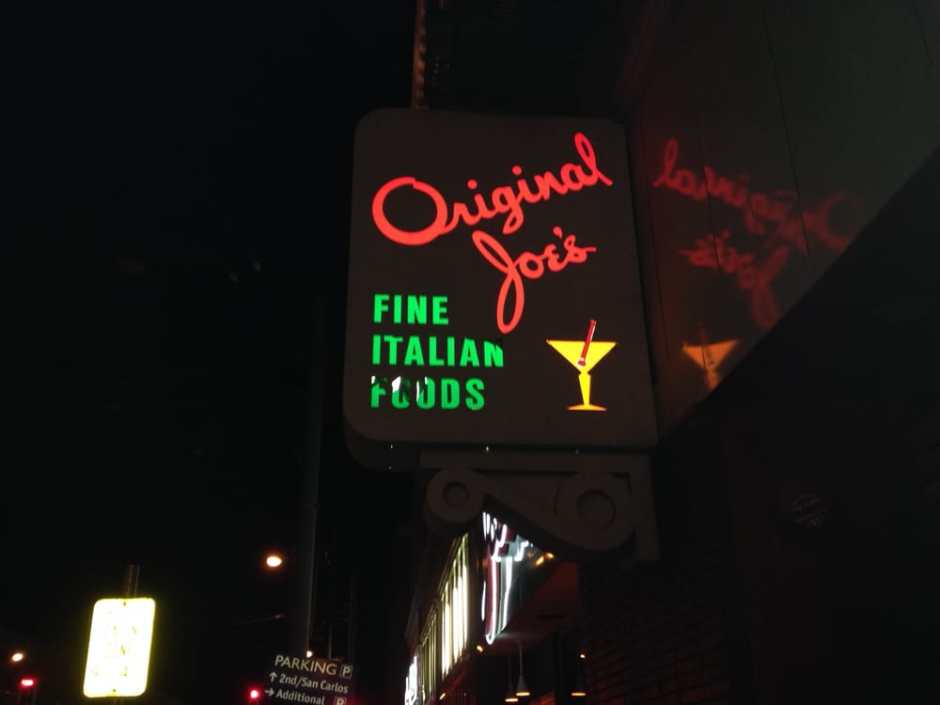 Original
Joe's
FINE
ITALIAN
FOODS
PARKING P
↑ 2nd/San Carlos
→ Additional P